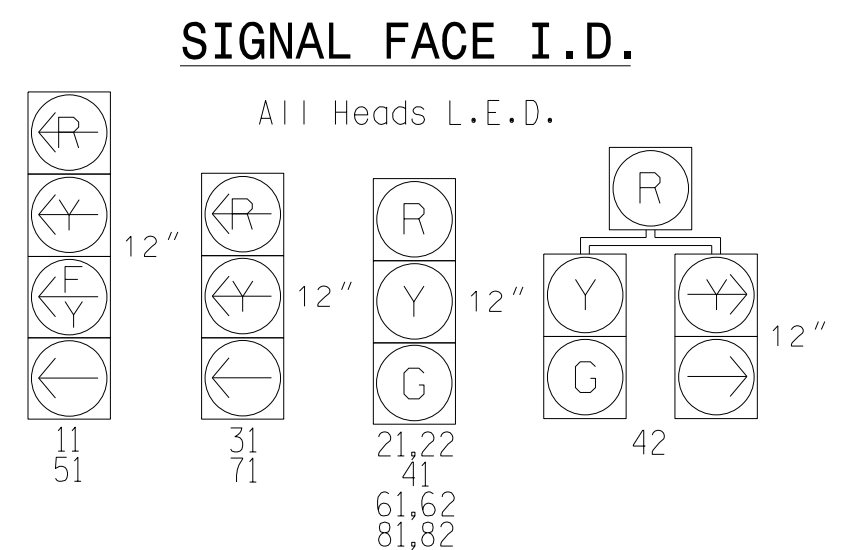 SIGNAL FACE I.D.
All Heads L.E.D.
R
Y
F
Y
12"
11
51
R
Y
12"
31
71
R
Y
G
12"
21,22
41
61,62
81,82
R
Y
Y
G
12"
42